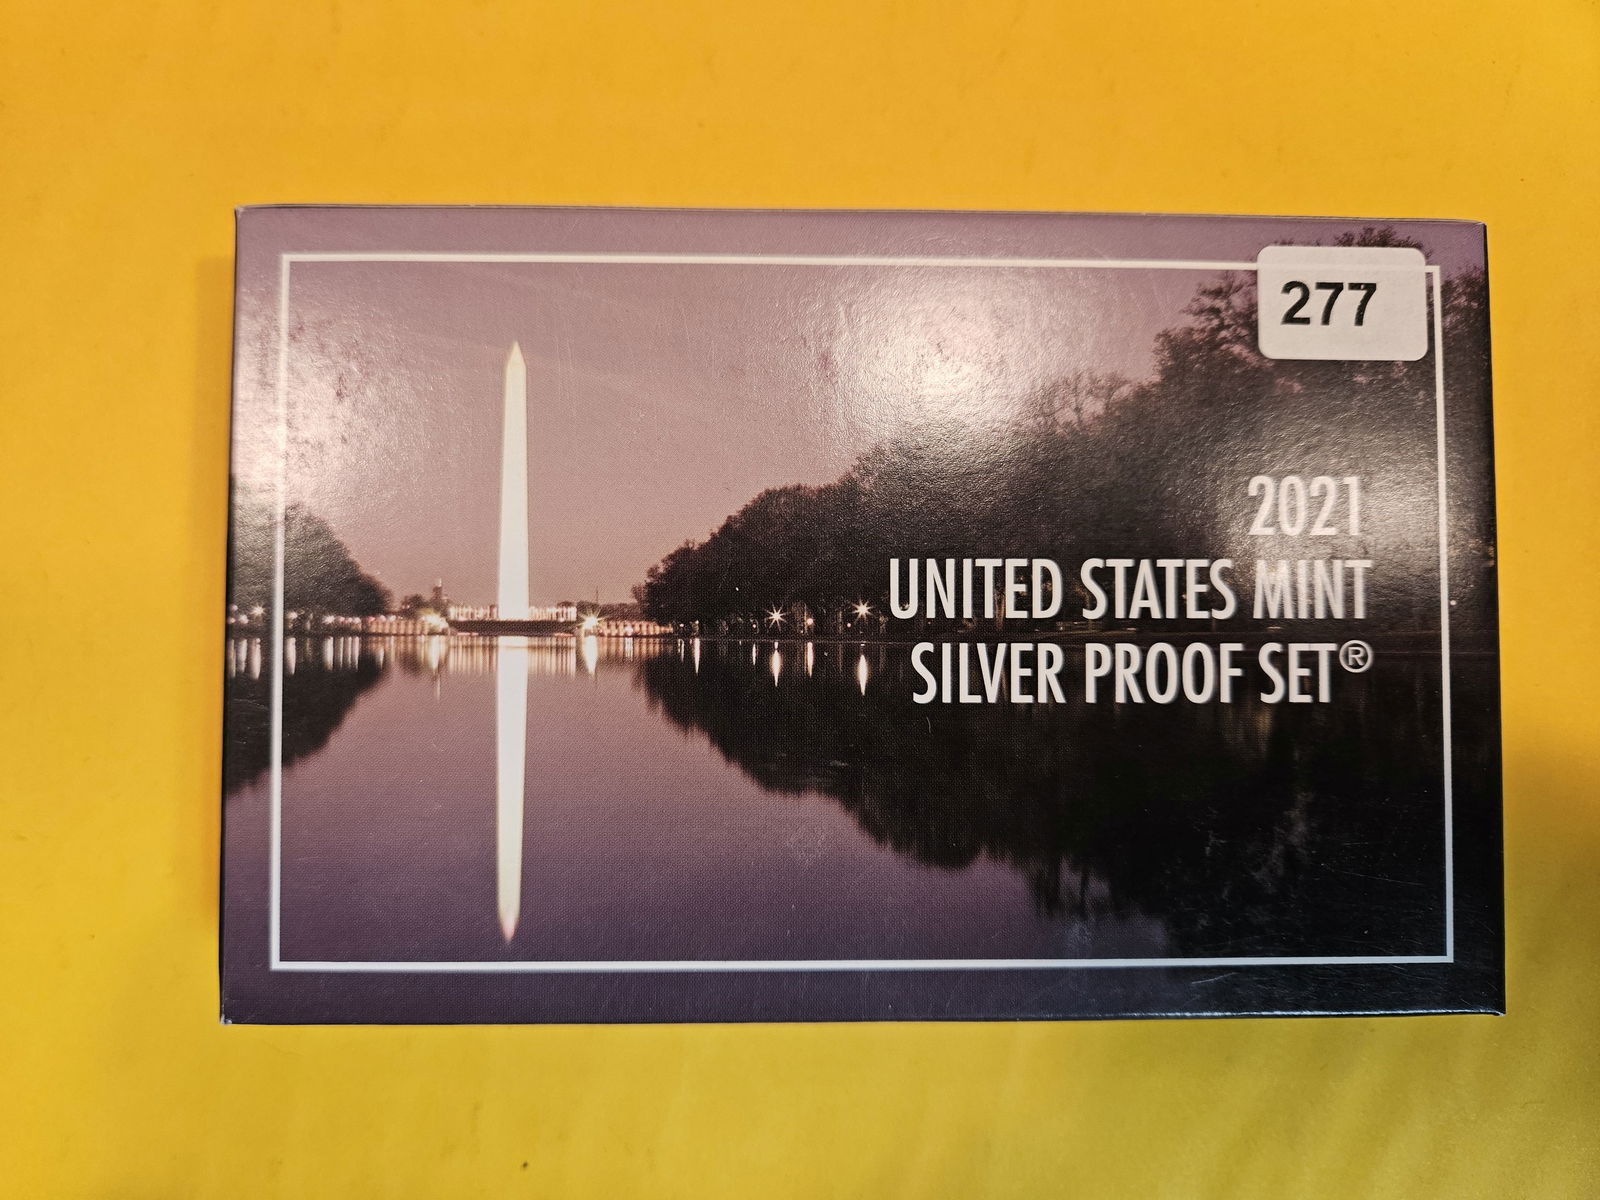 277
2021
UNITED STATES MINT
SILVER PROOF SET®